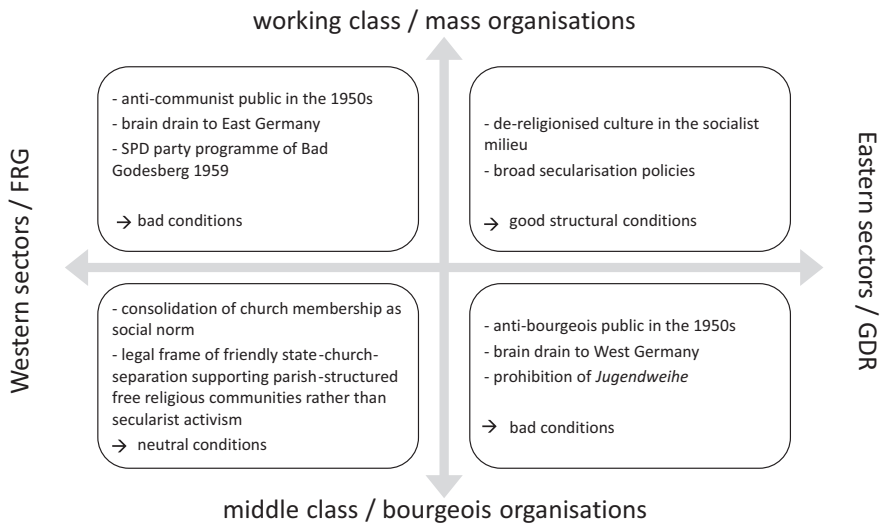 working class / mass organisations
Western sectors / FRG
- anti-communist public in the 1950s
- brain drain to East Germany
- SPD party programme of Bad
Godesberg 1959
→ bad conditions
- de-religionised culture in the socialist
milieu
- broad secularisation policies
→ good structural conditions
Eastern sectors / GDR
- consolidation of church membership as
social norm
- legal frame of friendly state-church-
separation supporting parish-structured
free religious communities rather than
secularist activism
→ neutral conditions
- anti-bourgeois public in the 1950s
- brain drain to West Germany
- prohibition of Jugendweihe
→ bad conditions
middle class / bourgeois organisations